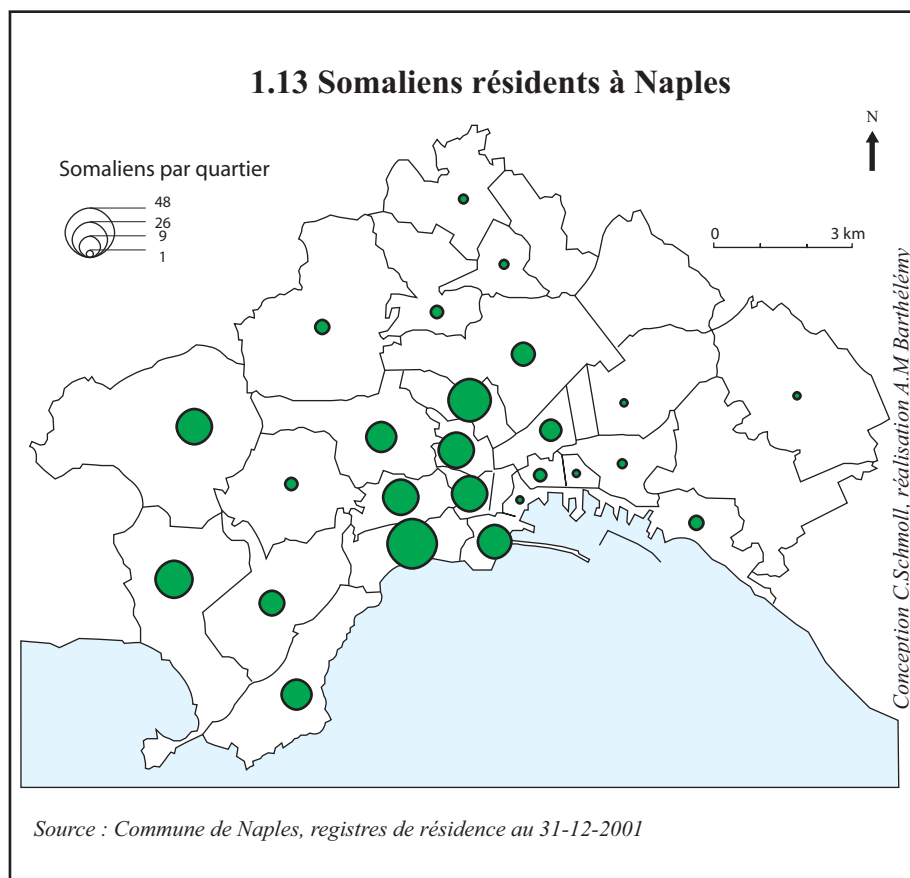 1.13 Somaliens résidents à Naples
N
Somaliens par quartier
48
26
9
1
0 3 km
Conception C.Schmoll, réalisation A.M Barthélémy
Source : Commune de Naples, registres de résidence au 31-12-2001